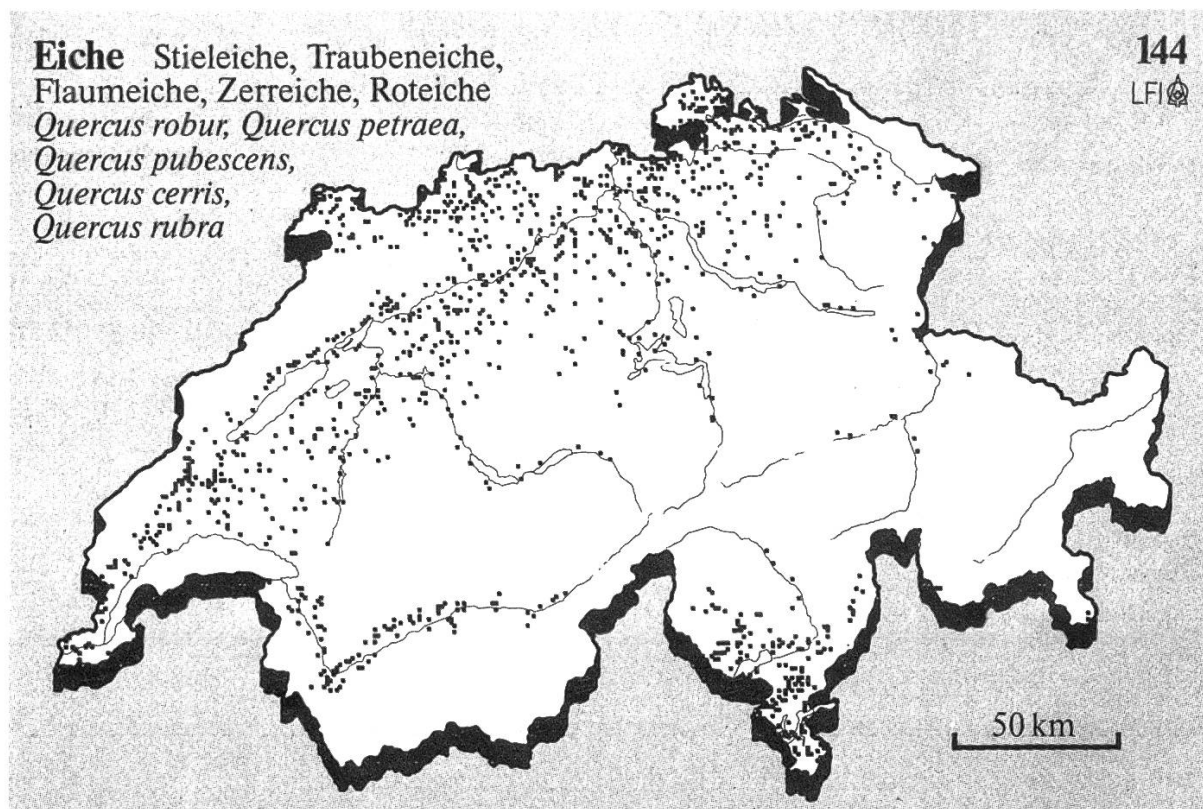 Eiche Stieleiche, Traubeneiche,
Flaumeiche, Zerreiche, Roteiche
Quercus robur, Quercus petraea,
Quercus pubescens,
Quercus cerris,
Quercus rubra
144
LFI
50 km